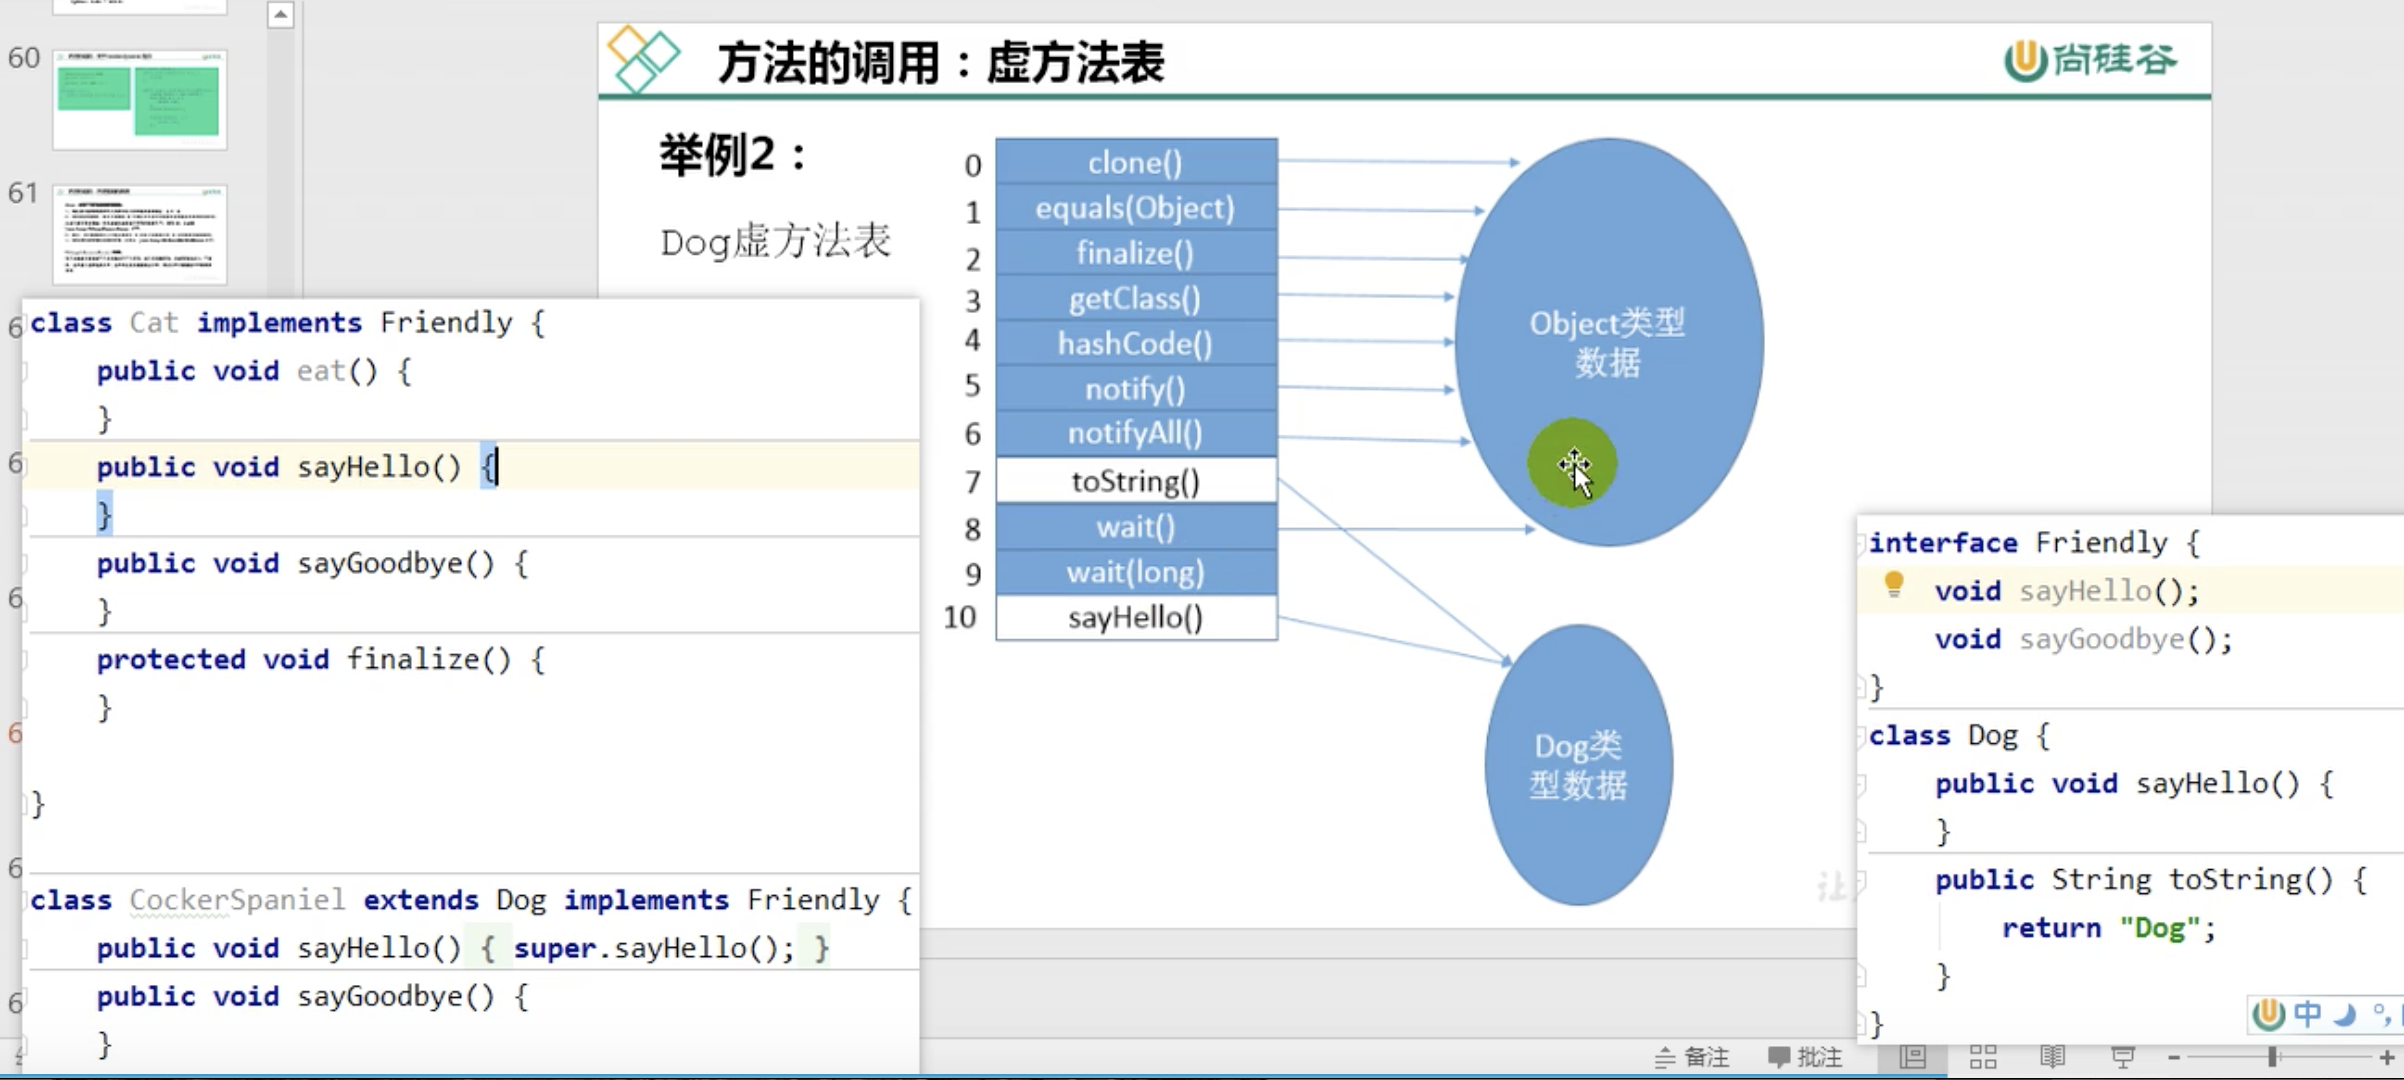 60
61
方法的调用：虚方法表
尚硅谷
举例2：
Dog虚方法表
0 clone()
1 equals(Object)
2 finalize()
3 getClass()
4 hashCode()
5 notify()
6 notifyAll()
7 toString()
8 wait()
9 wait(long)
10 sayHello()
Object类型
数据
Dog类
型数据
class Cat implements Friendly {
public void eat() {
}
public void sayHello() {
}
public void sayGoodbye() {
}
protected void finalize() {
}
}
class CockerSpaniel extends Dog implements Friendly {
public void sayHello() { super.sayHello(); }
public void sayGoodbye() {
}
interface Friendly {
void sayHello();
void sayGoodbye();
}
class Dog {
public void sayHello() {
}
public String toString() {
return "Dog";
}
}
让
中
备注
批注